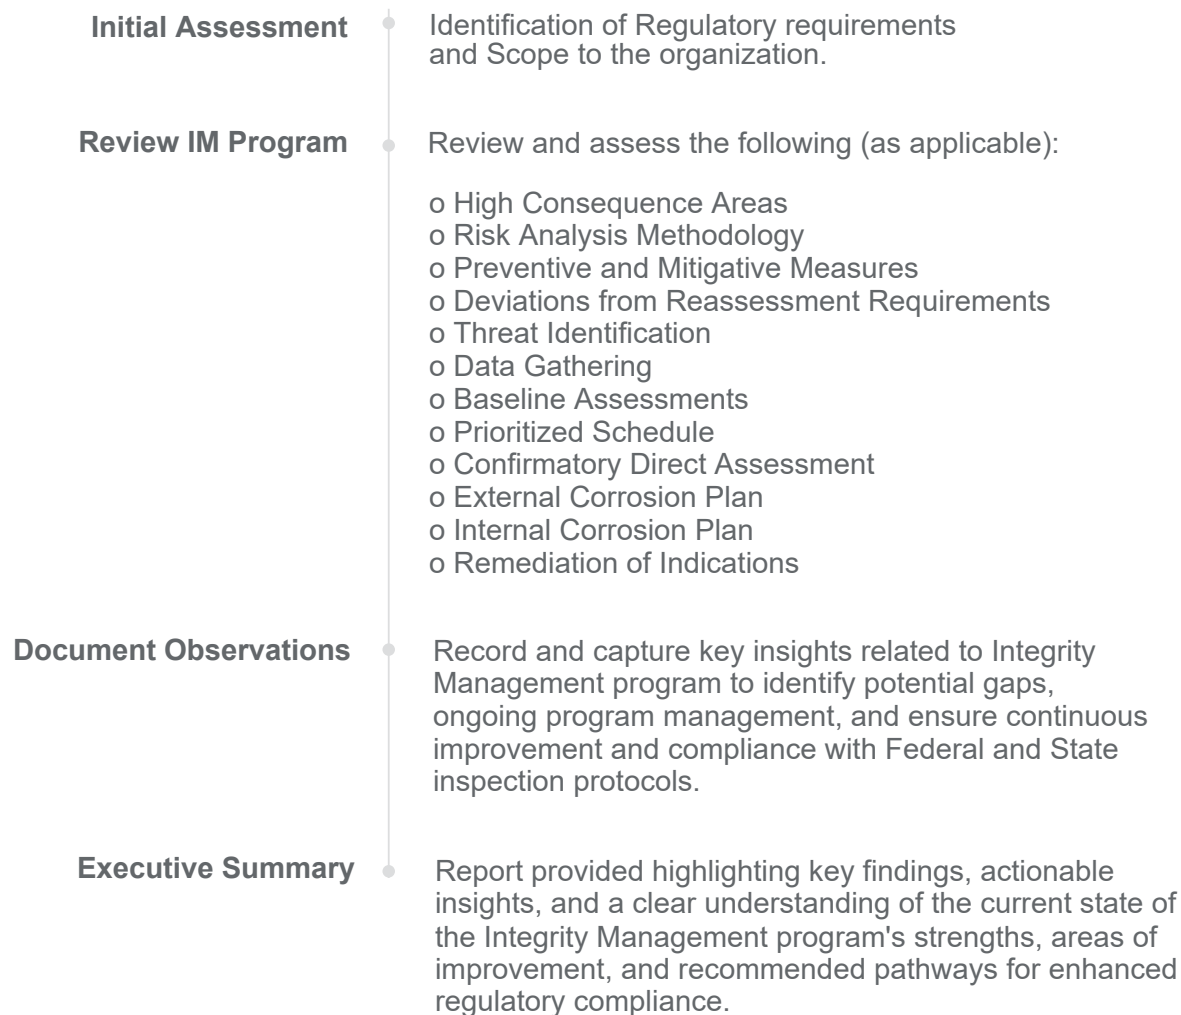 Initial Assessment
Identification of Regulatory requirements
and Scope to the organization.
Review IM Program
Review and assess the following (as applicable):
o High Consequence Areas
o Risk Analysis Methodology
o Preventive and Mitigative Measures
o Deviations from Reassessment Requirements
o Threat Identification
o Data Gathering
o Baseline Assessments
o Prioritized Schedule
o Confirmatory Direct Assessment
o External Corrosion Plan
o Internal Corrosion Plan
o Remediation of Indications
Document Observations
Record and capture key insights related to Integrity
Management program to identify potential gaps,
ongoing program management, and ensure continuous
improvement and compliance with Federal and State
inspection protocols.
Executive Summary
Report provided highlighting key findings, actionable
insights, and a clear understanding of the current state of
the Integrity Management program's strengths, areas of
improvement, and recommended pathways for enhanced
regulatory compliance.